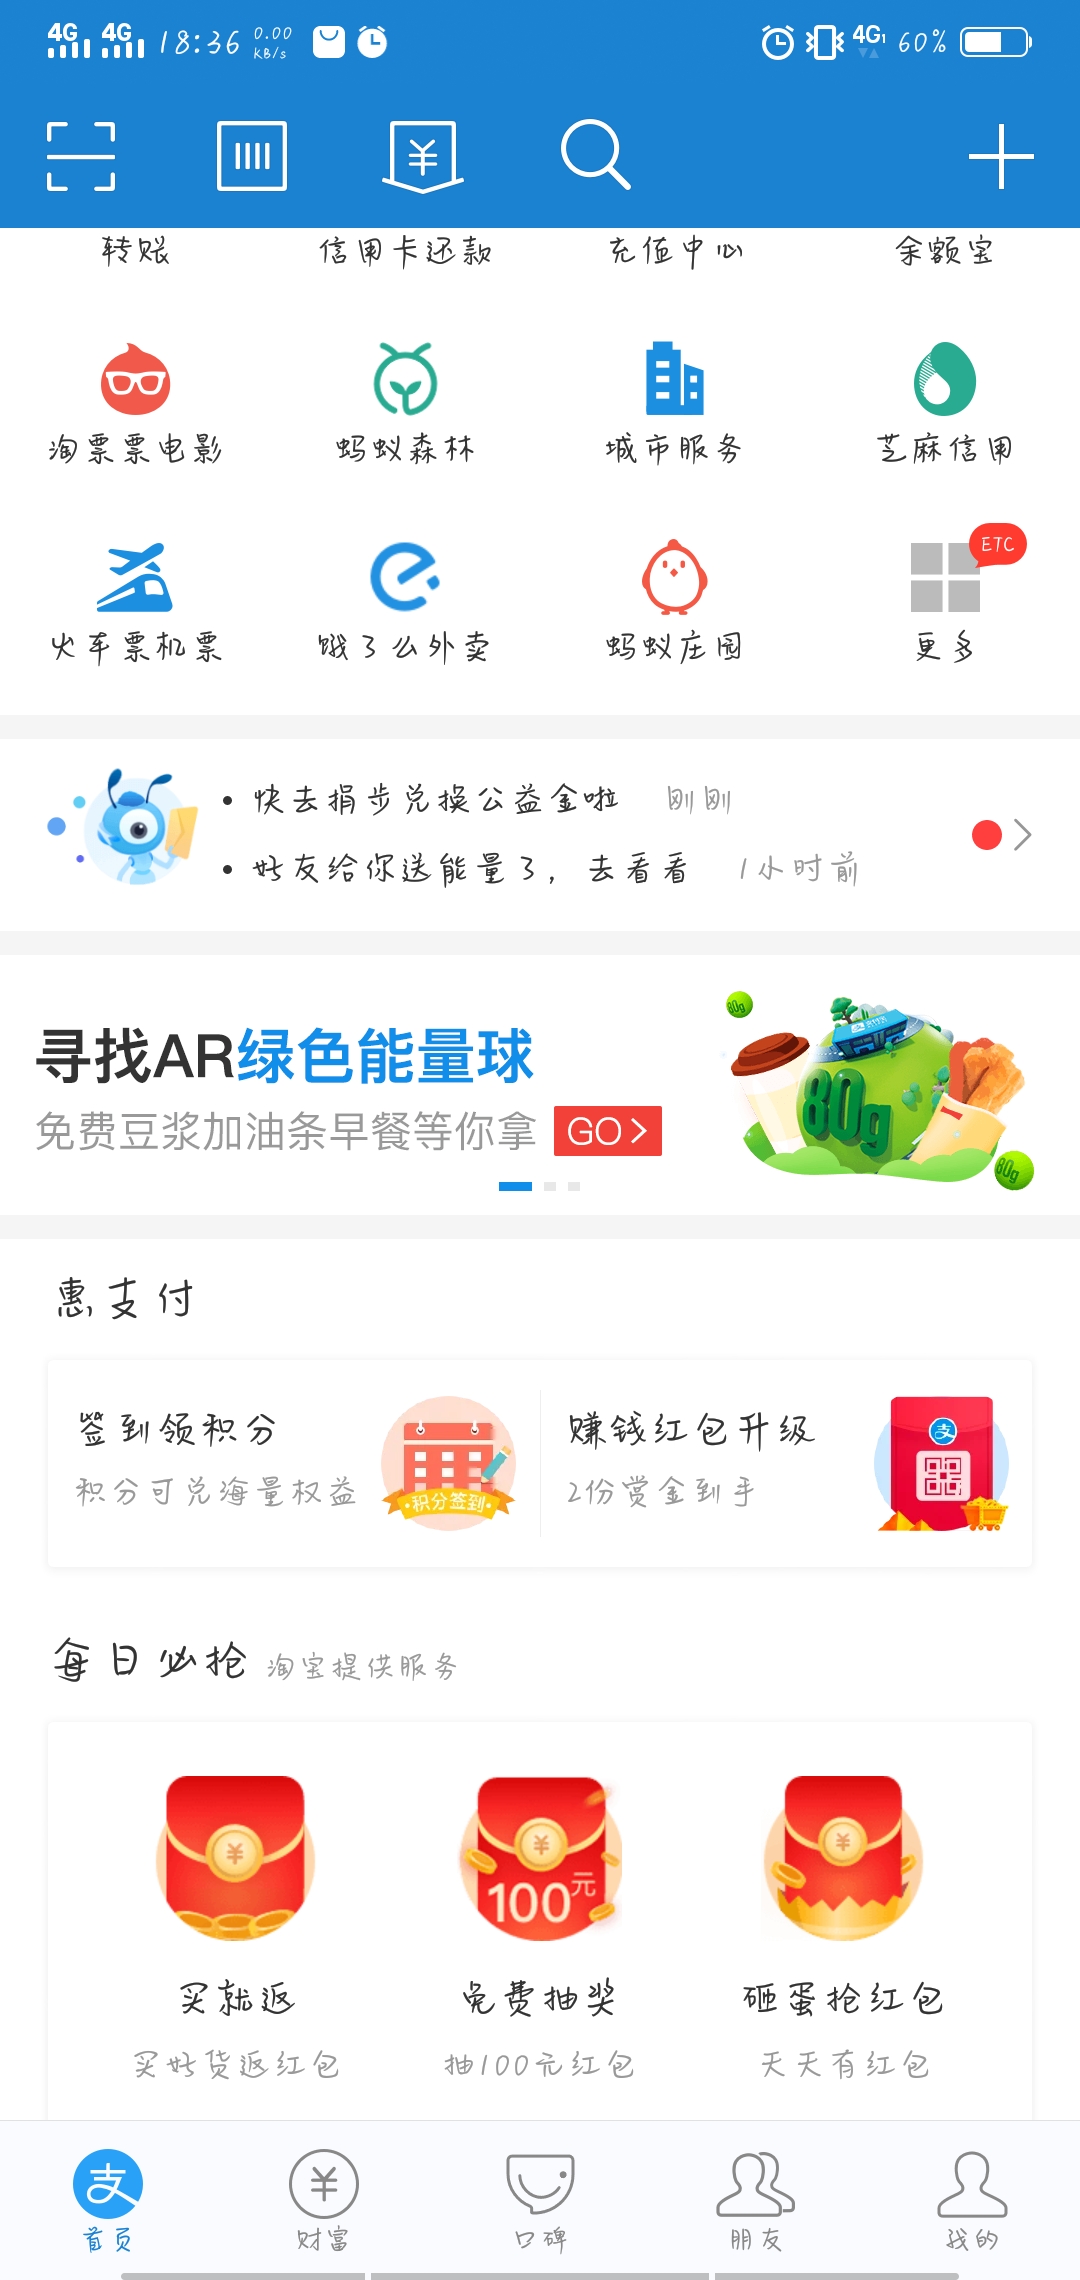 4G 4G 18:36 0.00 KB/s 4G1 60%
转账 信用卡还款 充值中心 余额宝
淘票票电影 蚂蚁森林 城市服务 芝麻信用
ETC
火车票机票 饿了么外卖 蚂蚁庄园 更多
快去捐步兑换公益金啦 刚刚
好友给你送能量了，去看看 1小时前
80g
寻找AR绿色能量球
80g
免费豆浆加油条早餐等你拿 GO
80g
惠支付
签到领积分 赚钱红包升级
积分可兑海量权益 2份赏金到手
积分签到
支
每日必抢 淘宝提供服务
100元
买就返 免费抽奖 砸蛋抢红包
买好货返红包 抽100元红包 天天有红包
支
首页 财富 口碑 朋友 我的